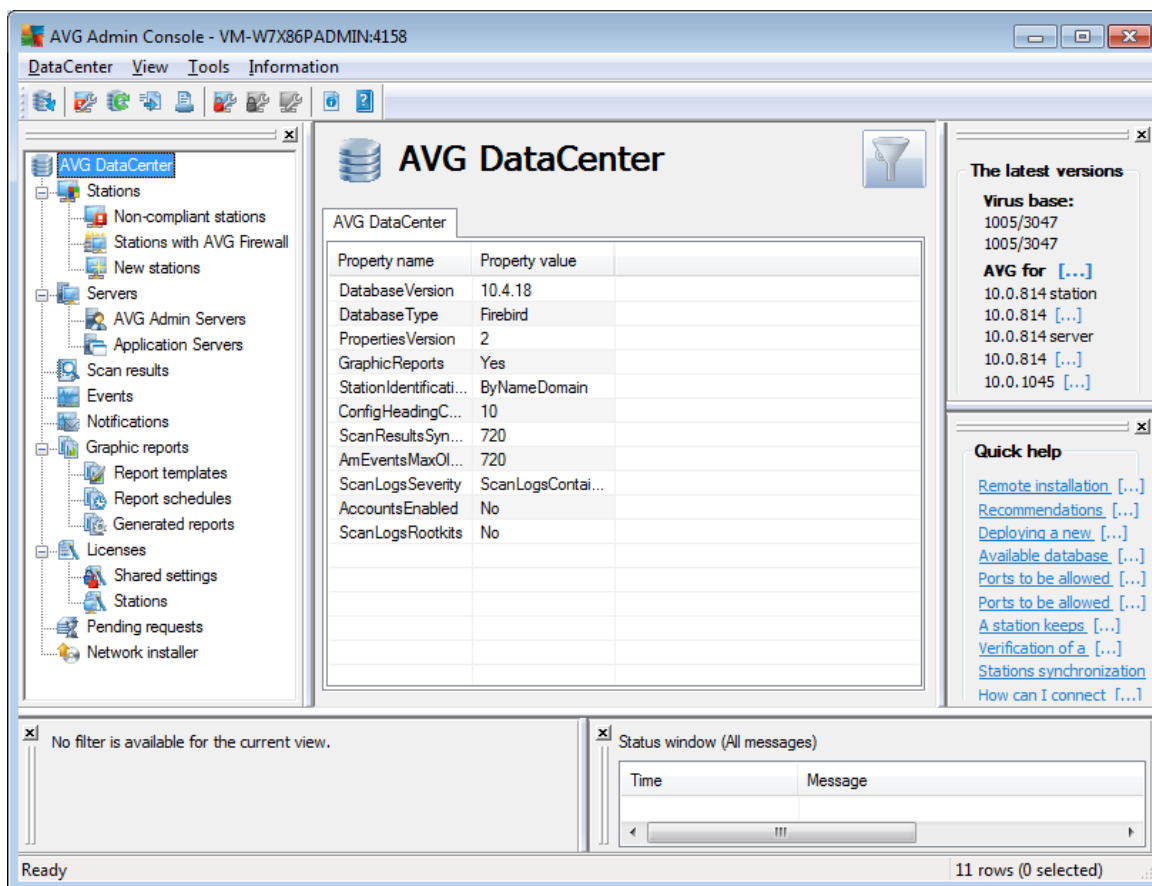 AVG Admin Console - VM-W7X86PADMIN:4158
DataCenter View Tools Information
AVG DataCenter
Stations
Non-compliant stations
Stations with AVG Firewall
New stations
Servers
AVG Admin Servers
Application Servers
Scan results
Events
Notifications
Graphic reports
Report templates
Report schedules
Generated reports
Licenses
Shared settings
Stations
Pending requests
Network installer
AVG DataCenter
AVG DataCenter
Property name Property value
DatabaseVersion 10.4.18
DatabaseType Firebird
PropertiesVersion 2
GraphicReports Yes
StationIdentificati... ByNameDomain
ConfigHeadingC... 10
ScanResultsSyn... 720
AmEventsMaxOl... 720
ScanLogsSeverity ScanLogsContai...
AccountsEnabled No
ScanLogsRootkits No
The latest versions
Virus base:
1005/3047
1005/3047
AVG for [...]
10.0.814 station
10.0.814 [...]
10.0.814 server
10.0.814 [...]
10.0.1045 [...]
Quick help
Remote installation [...]
Recommendations [...]
Deploying a new [...]
Available database [...]
Ports to be allowed [...]
Ports to be allowed [...]
A station keeps [...]
Verification of a [...]
Stations synchronization
How can I connect [...]
No filter is available for the current view.
Status window (All messages)
Time Message
Ready
11 rows (0 selected)